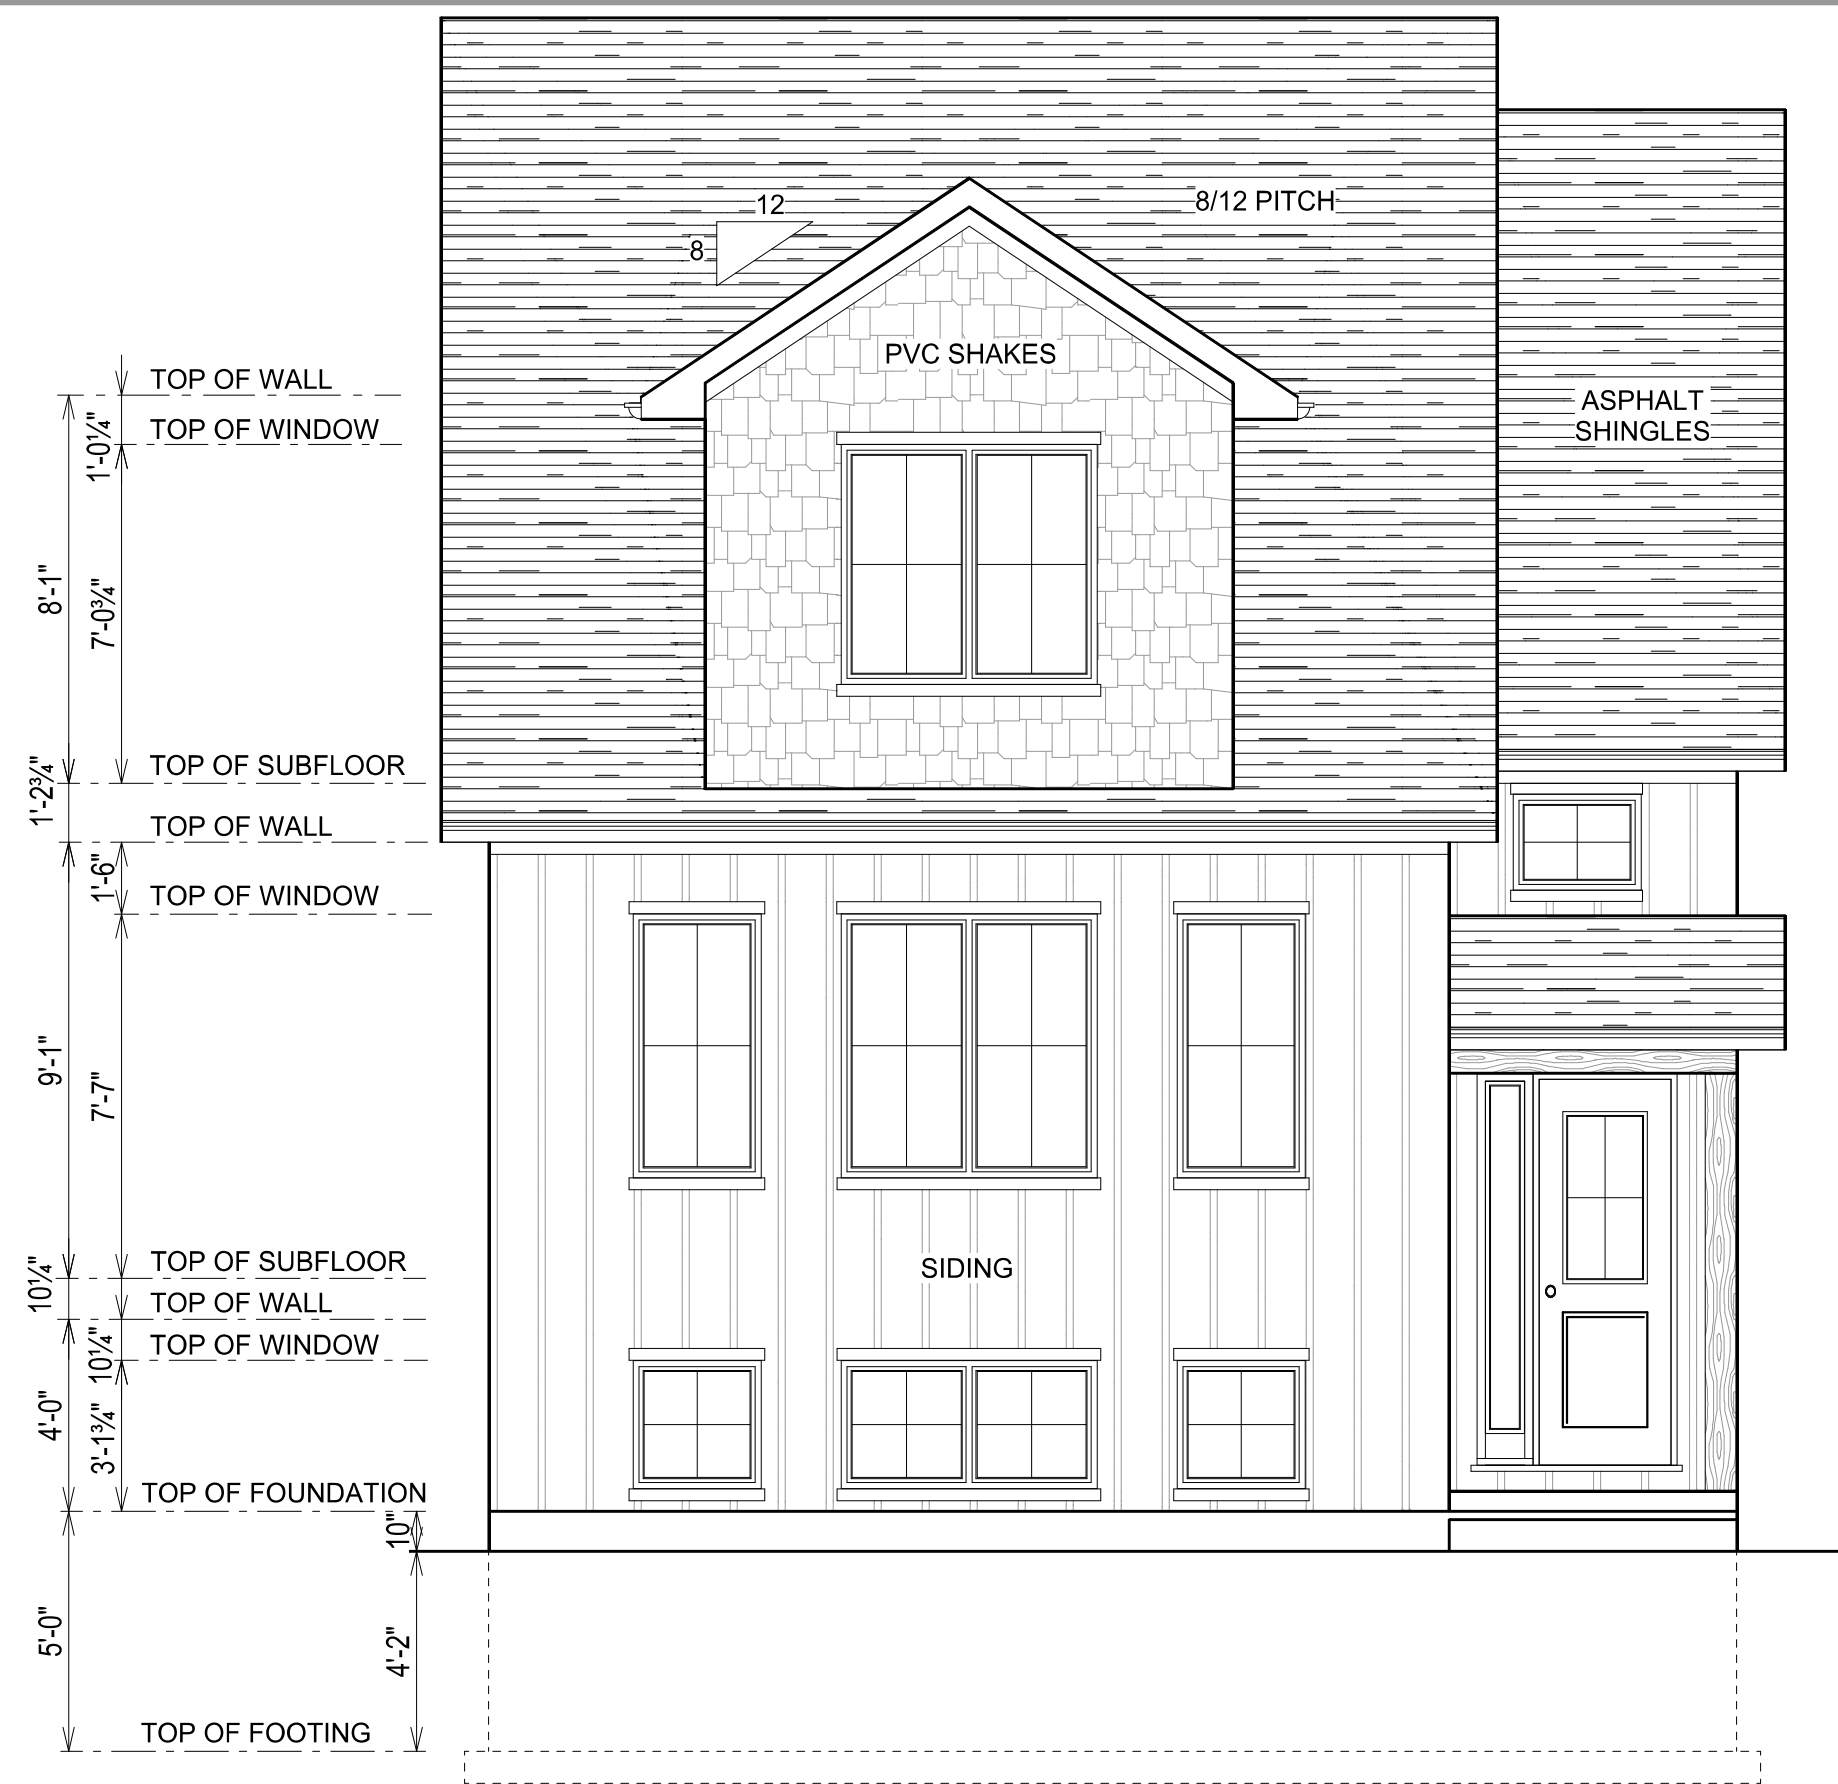 12
8/12 PITCH
8
PVC SHAKES
TOP OF WALL
ASPHALT
SHINGLES
TOP OF WINDOW
1'-0¼"
8'-1"
7'-0¾"
TOP OF SUBFLOOR
1'-2¾"
TOP OF WALL
1'-6"
TOP OF WINDOW
9'-1"
7'-7"
TOP OF SUBFLOOR
SIDING
10¼"
TOP OF WALL
TOP OF WINDOW
10¼"
4'-0"
3'-1¾"
TOP OF FOUNDATION
10"
5'-0"
4'-2"
TOP OF FOOTING